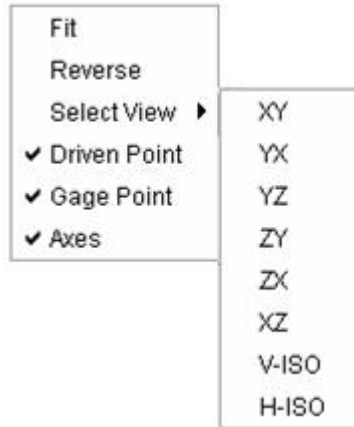 Fit
Reverse
Select View
Driven Point
Gage Point
Axes
XY
YX
YZ
ZY
ZX
XZ
V-ISO
H-ISO